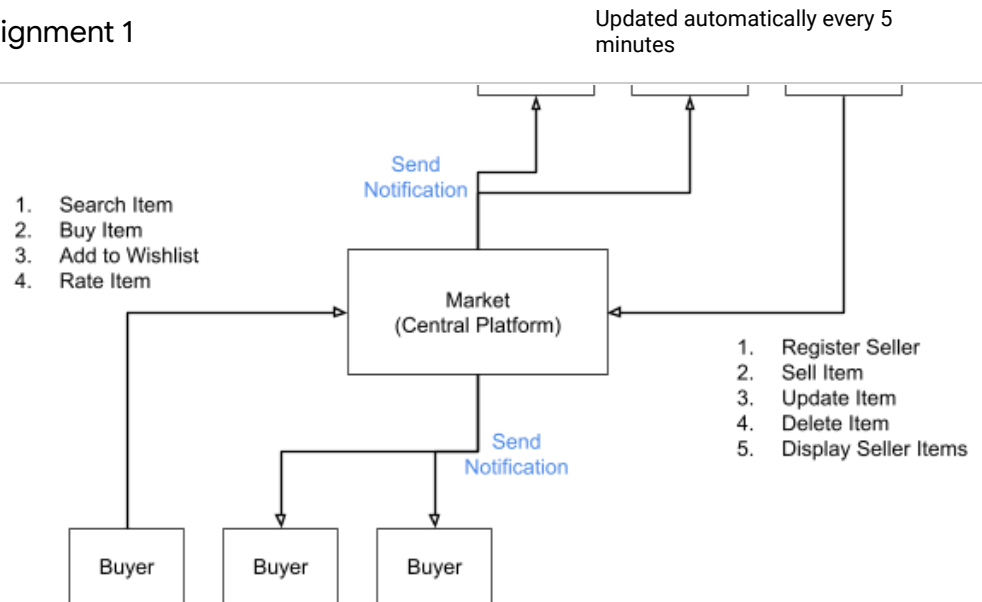 ignment 1
Updated automatically every 5
minutes
Send
Notification
1. Search Item
2. Buy Item
3. Add to Wishlist
4. Rate Item
Market
(Central Platform)
1. Register Seller
2. Sell Item
3. Update Item
4. Delete Item
5. Display Seller Items
Send
Notification
Buyer
Buyer
Buyer